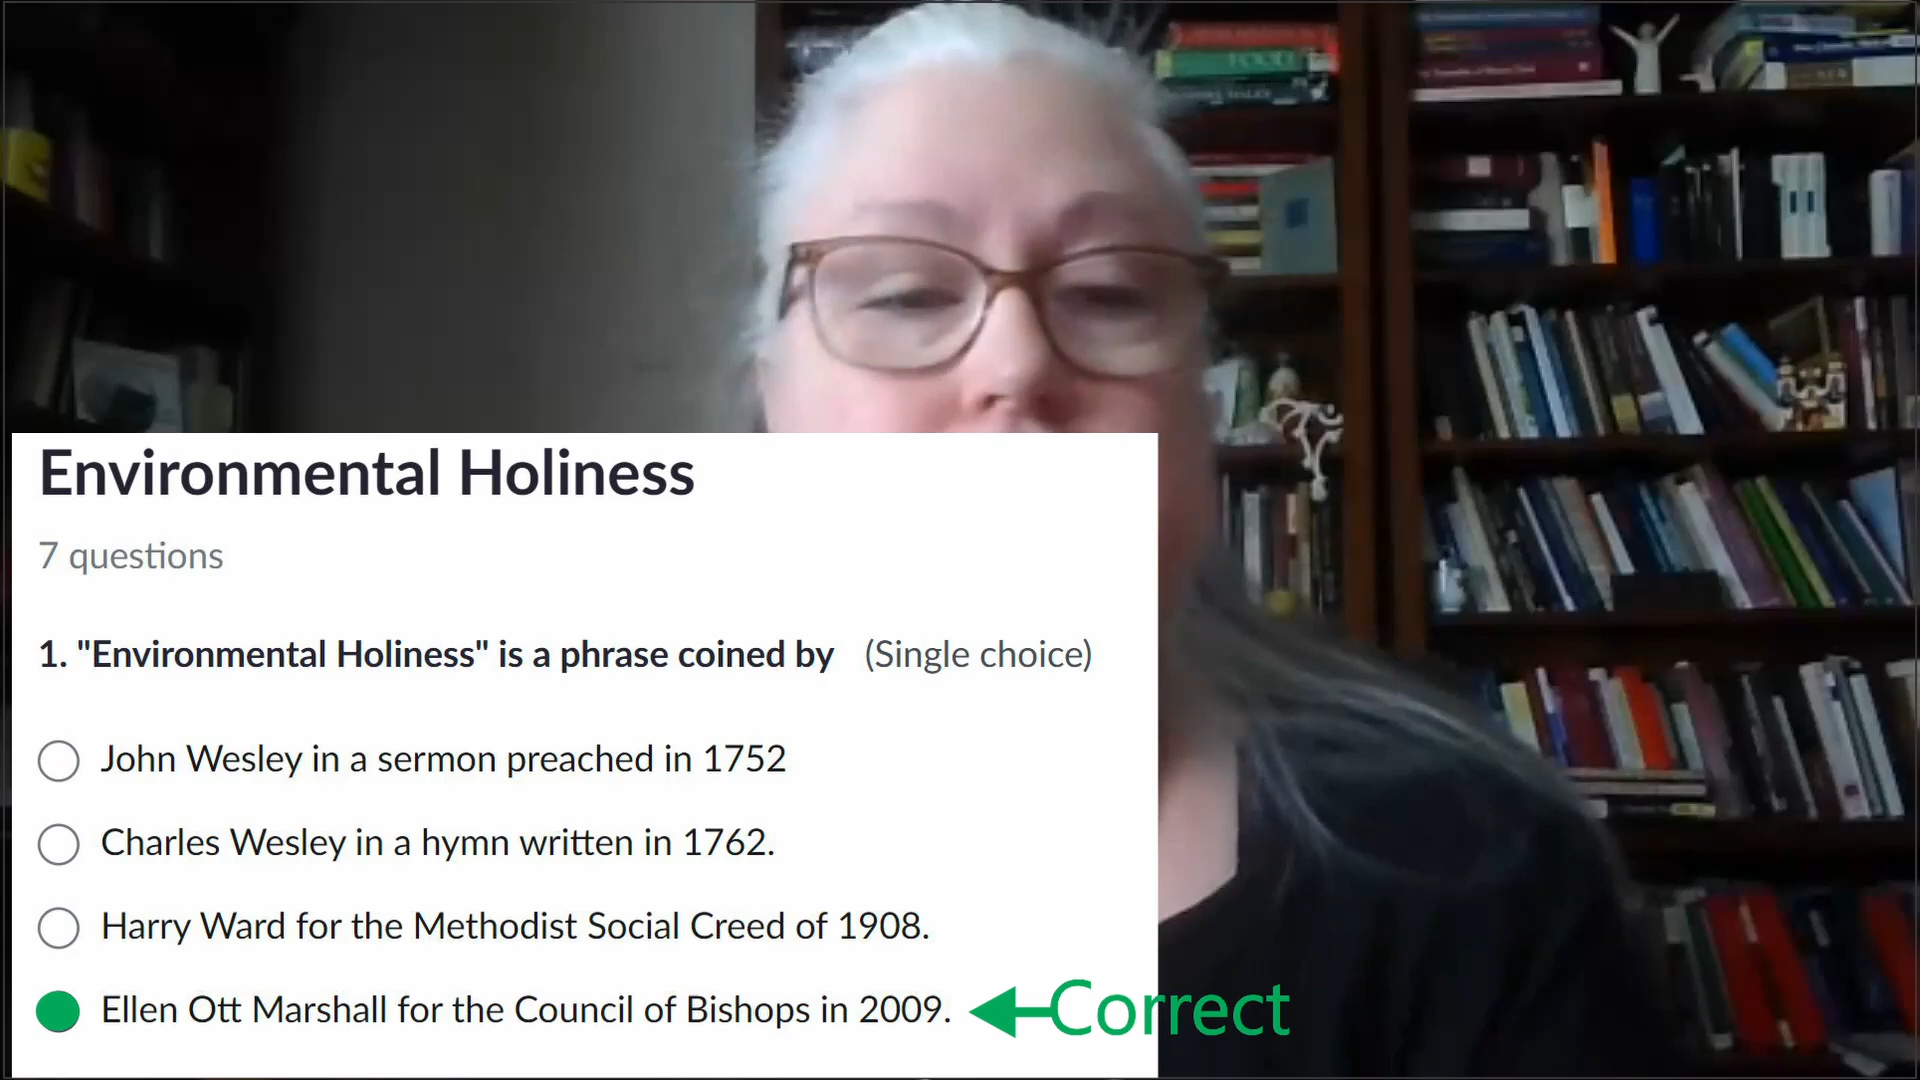 FOOD
Environmental Holiness
7 questions
1. "Environmental Holiness" is a phrase coined by (Single choice)
John Wesley in a sermon preached in 1752
Charles Wesley in a hymn written in 1762.
Harry Ward for the Methodist Social Creed of 1908.
Ellen Ott Marshall for the Council of Bishops in 2009.
Correct